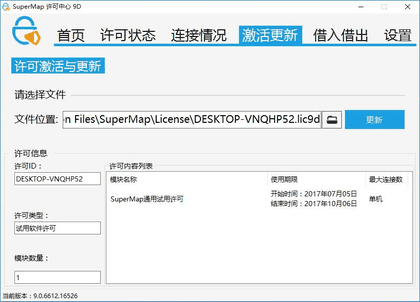 SuperMap 许可中心 9D
首页 许可状态 连接情况 激活更新 借入借出 设置
许可激活与更新
请选择文件
文件位置: n Files\SuperMap\License\DESKTOP-VNQHP52.lic9d 更新
许可信息
许可ID：
DESKTOP-VNQHP52
许可类型：
试用软件许可
模块数量：
1
许可内容列表
模块名称 使用期限 最大连接数
SuperMap通用试用许可 开始时间：2017年07月05日
结束时间：2017年10月06日 单机
当前版本：9.0.6612.16526